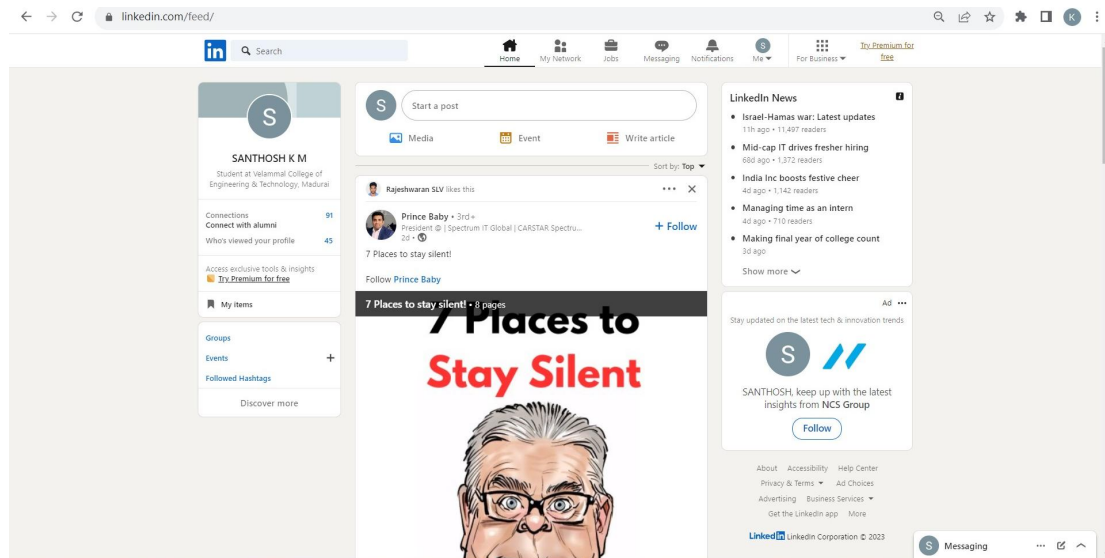 linkedin.com/feed/
K
in
Search
Home
My Network
Jobs
Messaging
Notifications
S
Me
For Business
Try Premium for
free
S
SANTHOSH K M
Student at Velammal College of
Engineering & Technology, Madurai
Connections 91
Connect with alumni
Who's viewed your profile 45
Access exclusive tools & insights
Try Premium for free
My items
Groups
Events +
Followed Hashtags
Discover more
S
Start a post
Media
Event
Write article
Sort by: Top
Rajeshwaran SLV likes this
Prince Baby • 3rd+
President @ | Spectrum IT Global | CARSTAR Spectru...
2d •
+ Follow
7 Places to stay silent!
Follow Prince Baby
7 Places to stay silent! • 8 pages
7 Places to
Stay Silent
LinkedIn News
Israel-Hamas war: Latest updates
11h ago • 11,497 readers
Mid-cap IT drives fresher hiring
68d ago • 1,372 readers
India Inc boosts festive cheer
4d ago • 1,142 readers
Managing time as an intern
4d ago • 710 readers
Making final year of college count
3d ago
Show more
Ad •••
Stay updated on the latest tech & innovation trends
S
SANTHOSH, keep up with the latest
insights from NCS Group
Follow
About Accessibility Help Center
Privacy & Terms Ad Choices
Advertising Business Services
Get the LinkedIn app More
LinkedIn LinkedIn Corporation © 2023
S Messaging